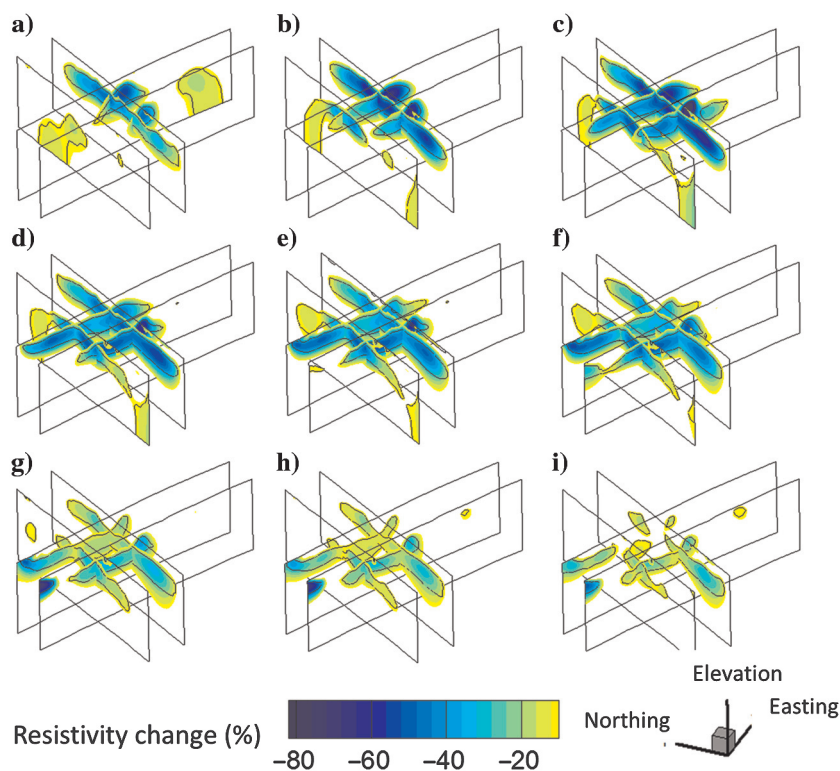 a)
b)
c)
d)
e)
f)
g)
h)
i)
Elevation
Northing
Easting
Resistivity change (%)
−80
−60
−40
−20